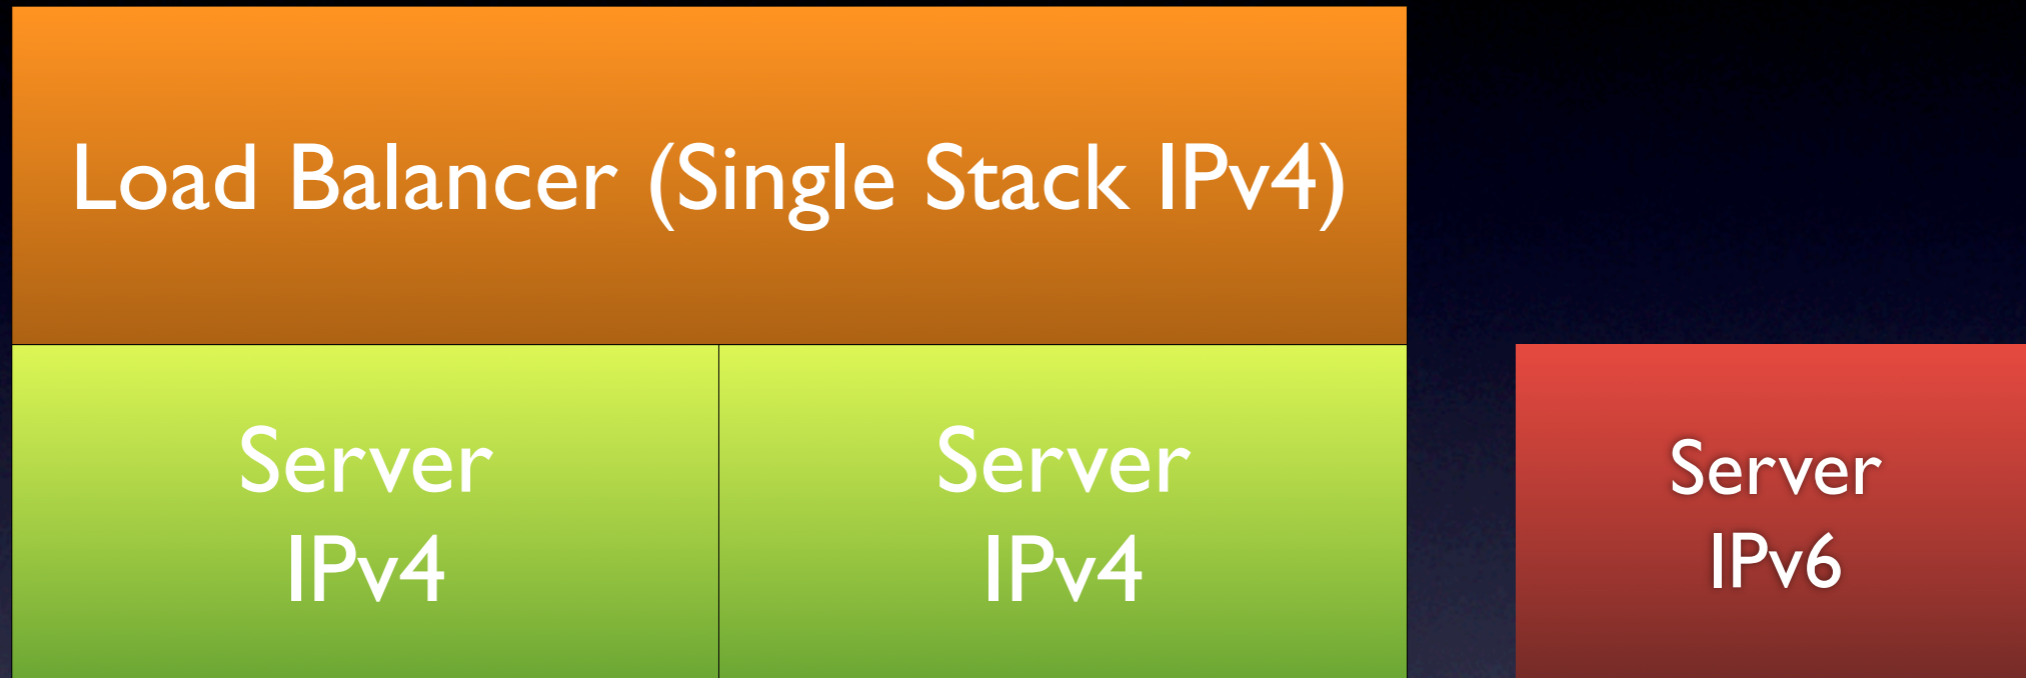 Load Balancer (Single Stack IPv4)
Server
IPv4
Server
IPv4
Server
IPv6